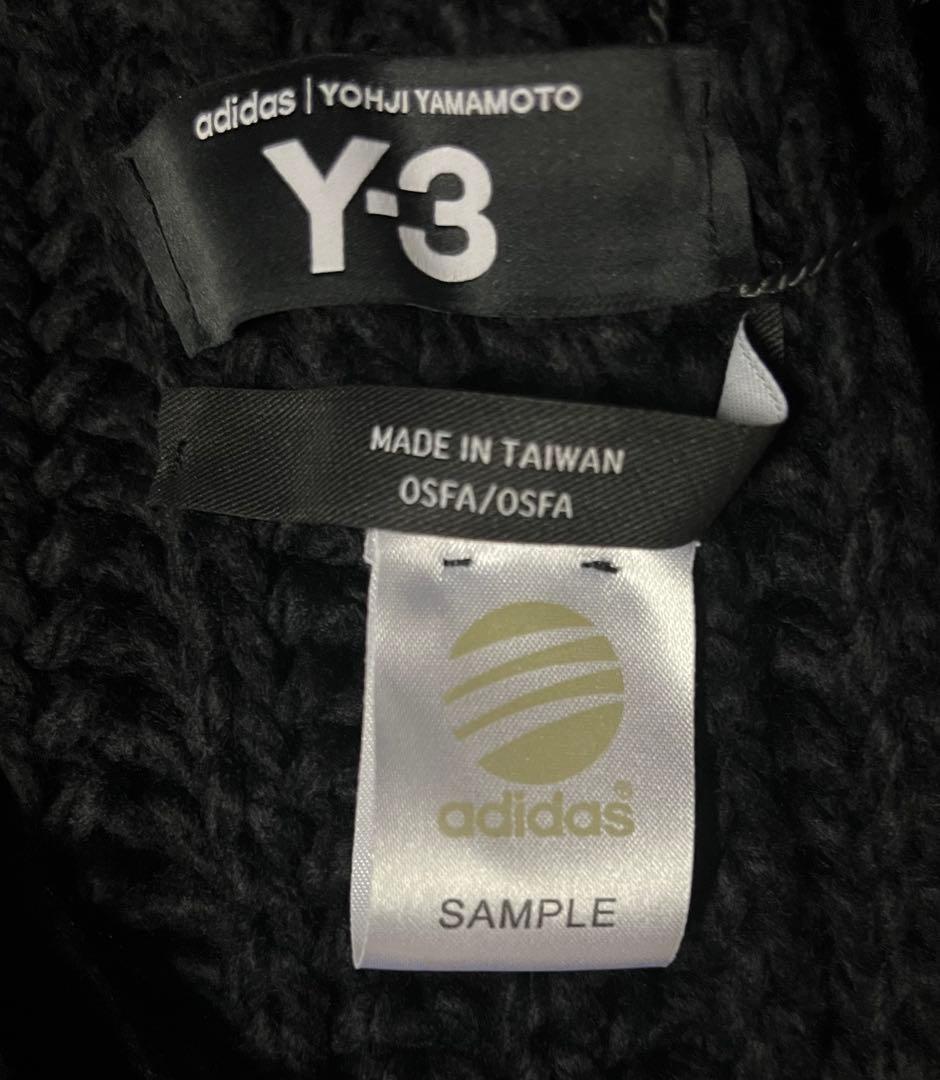 adidas | YOHJI YAMAMOTO
Y-3
MADE IN TAIWAN
OSFA/OSFA
adidas®
SAMPLE